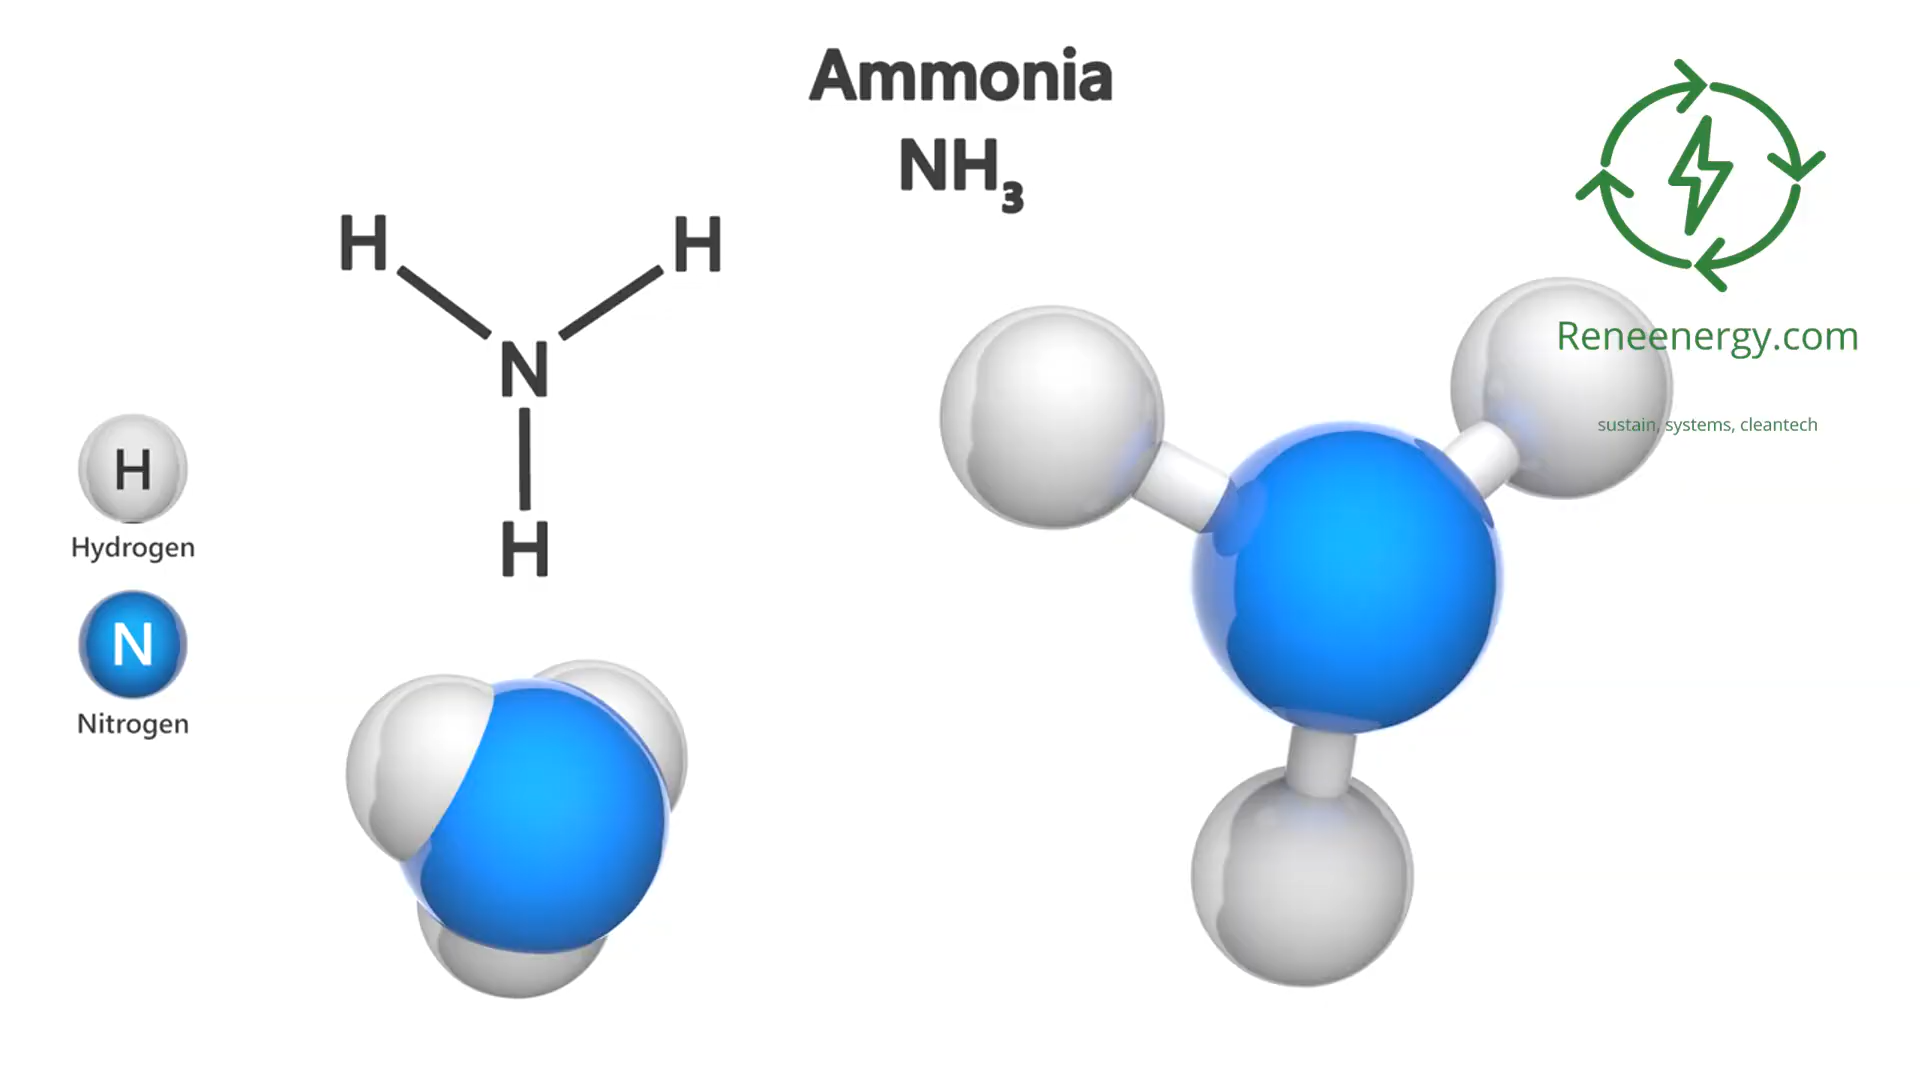 Ammonia
NH₃
H
H
N
H
H
Hydrogen
N
Nitrogen
Reneenergy.com
sustain, systems, cleantech